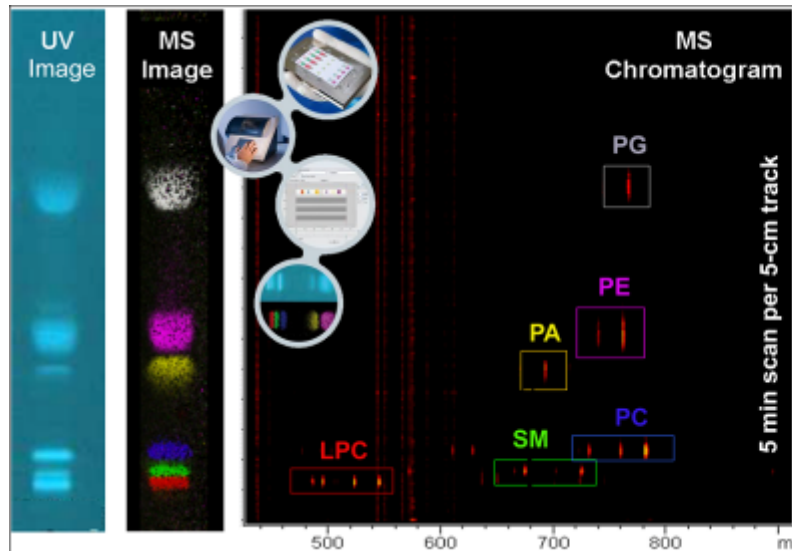 UV
Image
MS
Image
MS
Chromatogram
PG
PE
PA
PC
SM
LPC
5 min scan per 5-cm track
500
600
700
800
m